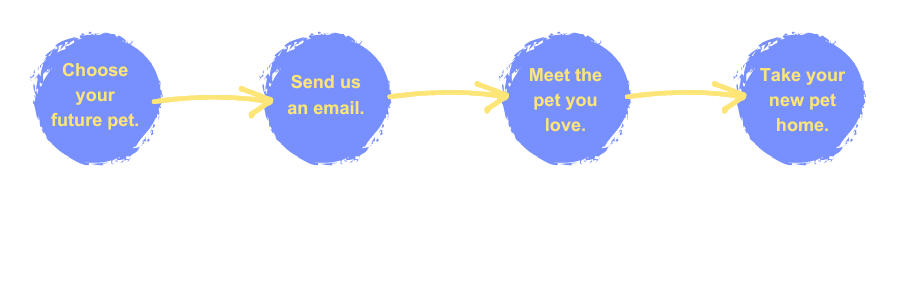 Choose
your
future pet.
Send us
an email.
Meet the
pet you
love.
Take your
new pet
home.